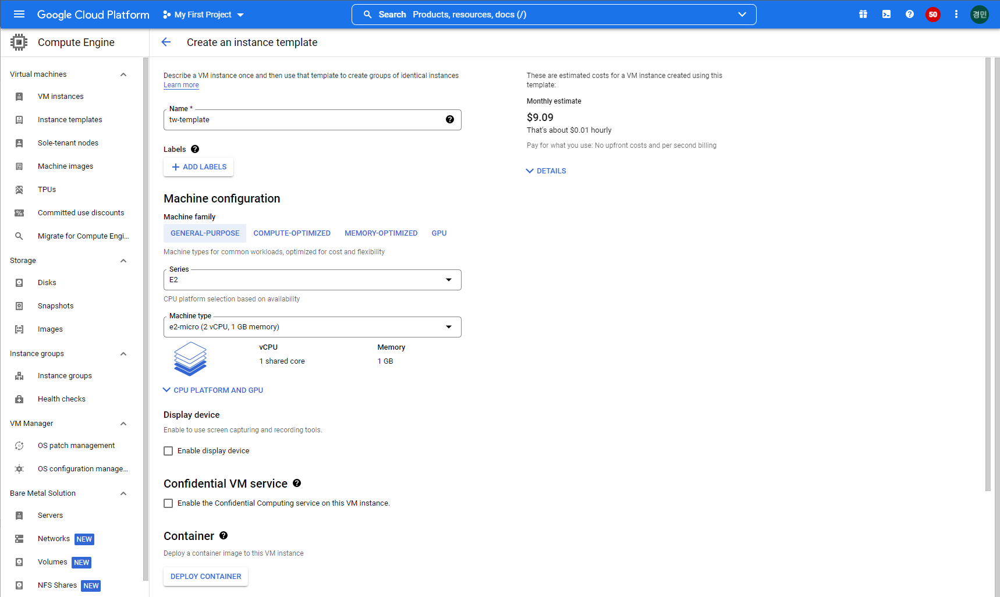 Google Cloud Platform
My First Project
Search Products, resources, docs (/)
50
경민
Compute Engine
Create an instance template
Virtual machines
VM instances
Instance templates
Sole-tenant nodes
Machine images
TPUs
Committed use discounts
Migrate for Compute Engi...
Storage
Disks
Snapshots
Images
Instance groups
Instance groups
Health checks
VM Manager
OS patch management
OS configuration manage...
Bare Metal Solution
Servers
Networks NEW
Volumes NEW
NFS Shares NEW
Describe a VM instance once and then use that template to create groups of identical instances
Learn more
Name *
tw-template
Labels
ADD LABELS
Machine configuration
Machine family
GENERAL-PURPOSE COMPUTE-OPTIMIZED MEMORY-OPTIMIZED GPU
Machine types for common workloads, optimized for cost and flexibility
Series
E2
CPU platform selection based on availability
Machine type
e2-micro (2 vCPU, 1 GB memory)
vCPU Memory
1 shared core 1 GB
CPU PLATFORM AND GPU
Display device
Enable to use screen capturing and recording tools.
Enable display device
Confidential VM service
Enable the Confidential Computing service on this VM instance.
Container
Deploy a container image to this VM instance
DEPLOY CONTAINER
These are estimated costs for a VM instance created using this
template:
Monthly estimate
$9.09
That's about $0.01 hourly
Pay for what you use: No upfront costs and per second billing
DETAILS